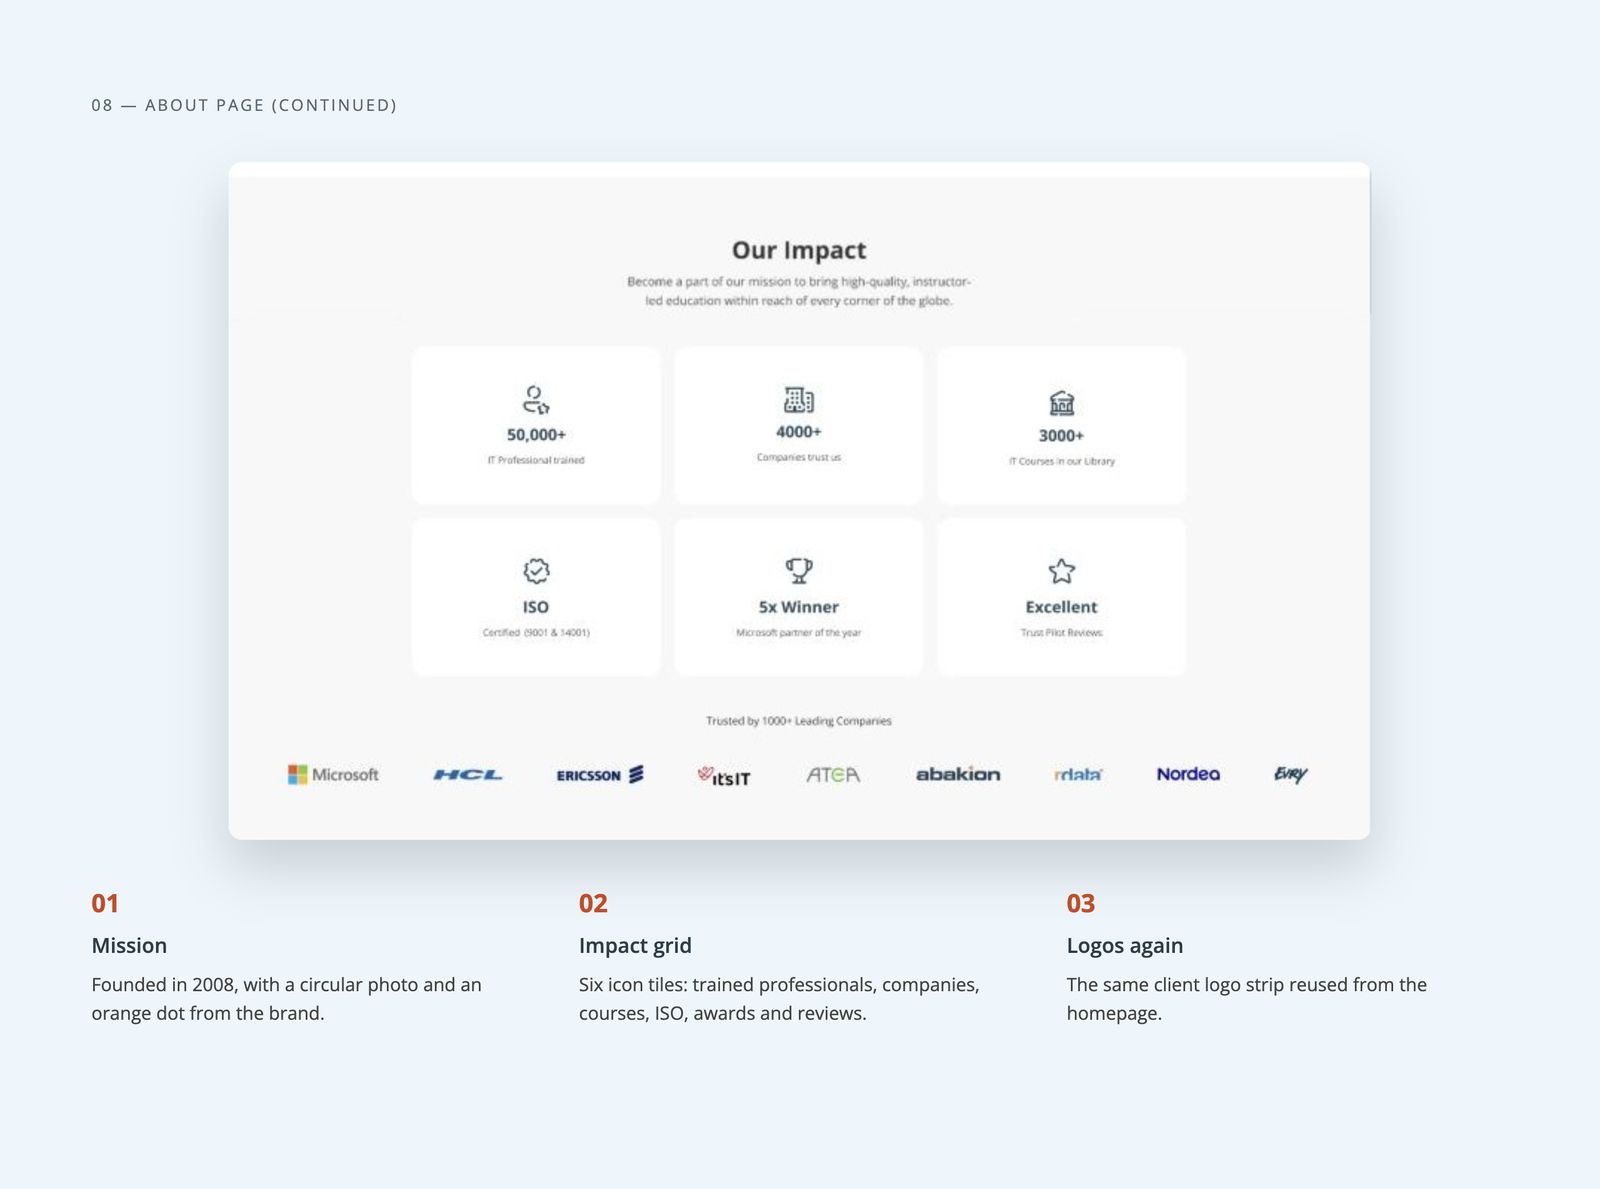 08 — ABOUT PAGE (CONTINUED)
Our Impact
Become a part of our mission to bring high-quality, instructor-
led education within reach of every corner of the globe.
50,000+
IT Professional trained
4000+
Companies trust us
3000+
IT Courses in our Library
ISO
Certified (9001 & 14001)
5x Winner
Microsoft partner of the year
Excellent
Trust Pilot Reviews
Trusted by 1000+ Leading Companies
Microsoft
HCL
ERICSSON
it'sIT
ATEA
abakion
Nordea
EVRY
01
Mission
Founded in 2008, with a circular photo and an
orange dot from the brand.
02
Impact grid
Six icon tiles: trained professionals, companies,
courses, ISO, awards and reviews.
03
Logos again
The same client logo strip reused from the
homepage.